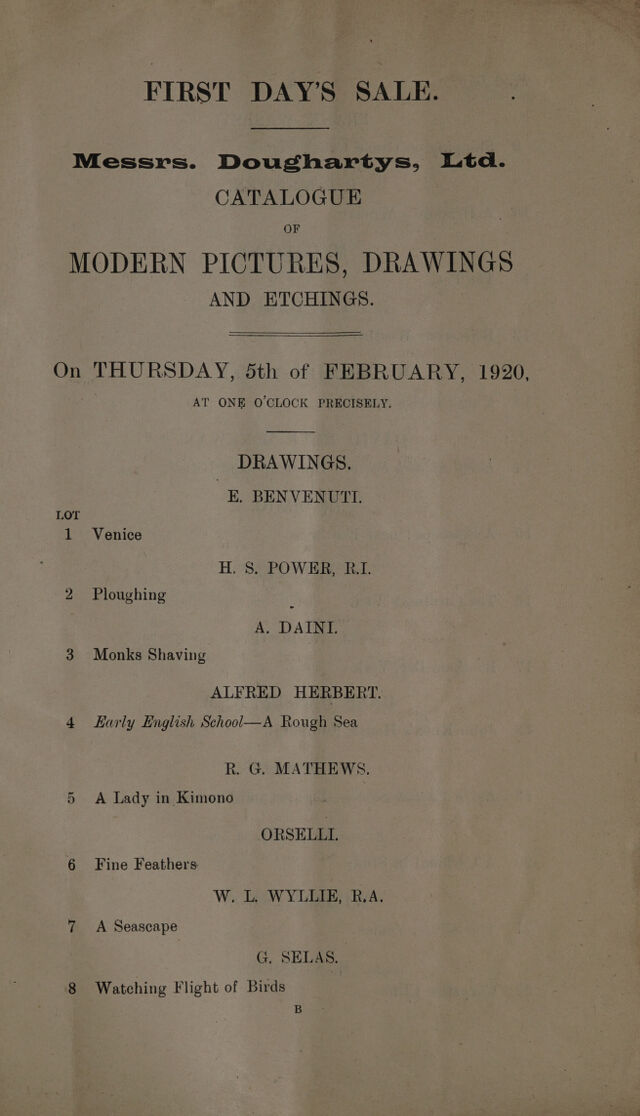 FIRST DAY'S SALE.
Messrs. Doughartys, Ltd.
CATALOGUE
OF
MODERN PICTURES, DRAWINGS
AND ETCHINGS.
On THURSDAY, 5th of FEBRUARY, 1920,
AT ONE O'CLOCK PRECISELY.
DRAWINGS.
E. BENVENUTI.
LOT
1 Venice
H. S. POWER, R.I.
2 Ploughing
A. DAINI.
3 Monks Shaving
ALFRED HERBERT.
4 Early English School—A Rough Sea
R. G. MATHEWS.
5 A Lady in Kimono
ORSELLI.
6 Fine Feathers
W. L. WYLLIE, R.A.
7 A Seascape
G. SELAS.
8 Watching Flight of Birds
B